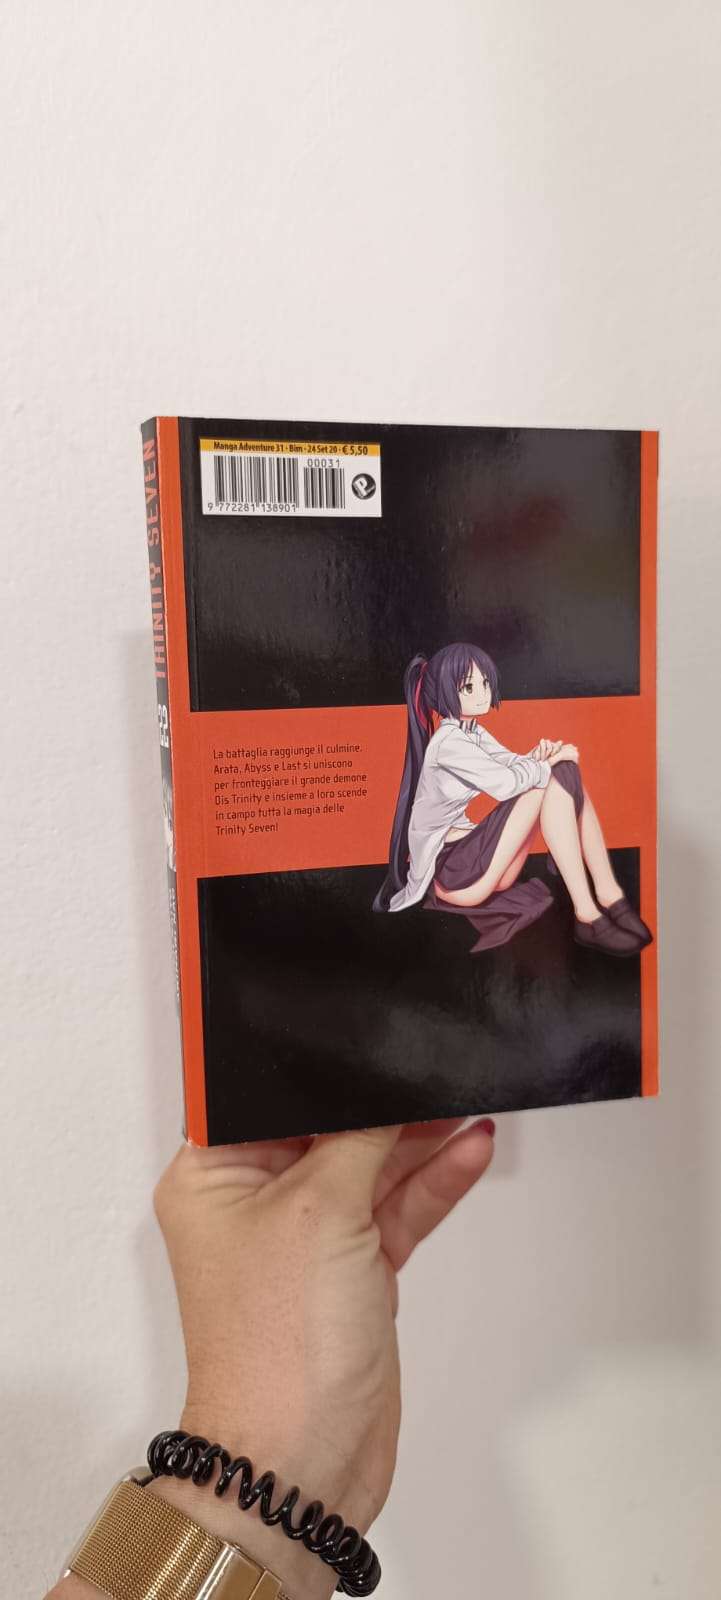 Manga Adventure 31 · Bim · 24 Set 20 · € 5,50
00031
9 772281 138901
TRINITY SEVEN
22
La battaglia raggiunge il culmine.
Arata, Abyss e Last si uniscono
per fronteggiare il grande demone
Dis Trinity e insieme a loro scende
in campo tutta la magia delle
Trinity Seven!